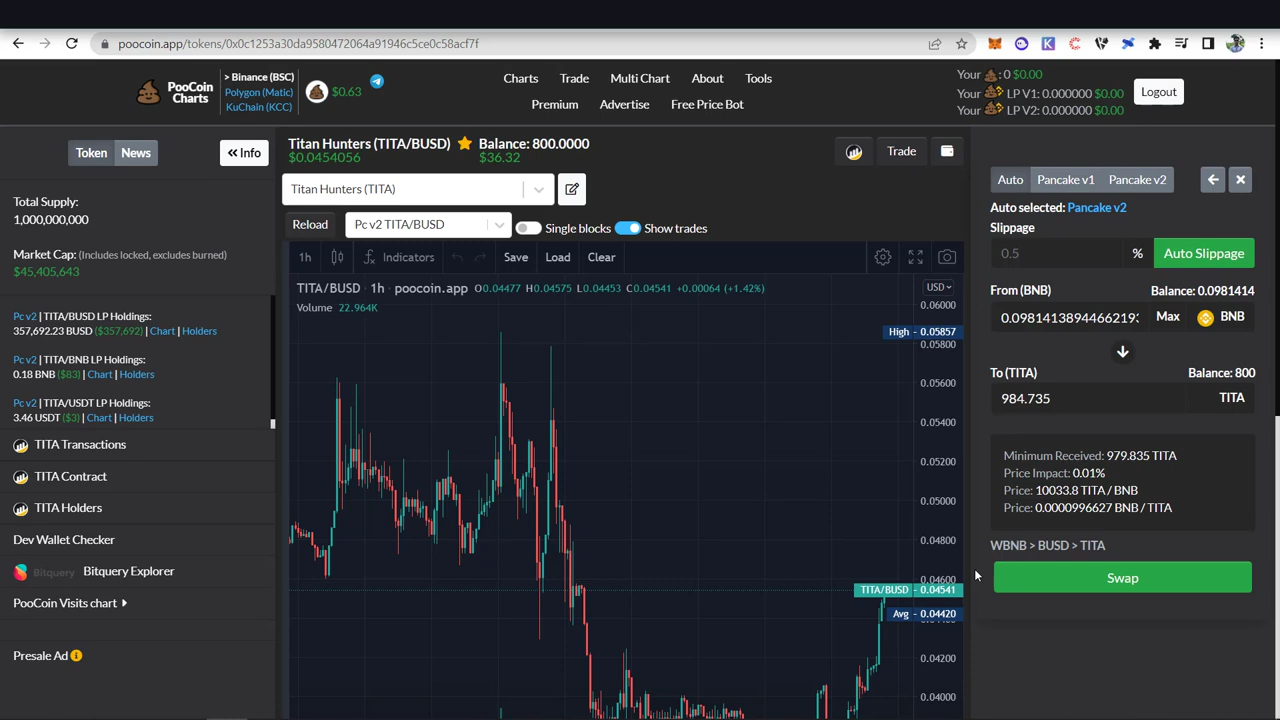 poocoin.app/tokens/0x0c1253a30da9580472064a91946c5ce0c58acf7f
PooCoin
Charts
> Binance (BSC)
Polygon (Matic)
KuChain (KCC)
$0.63
Charts
Trade
Multi Chart
About
Tools
Premium
Advertise
Free Price Bot
Your : 0 $0.00
Your LP V1: 0.000000 $0.00
Your LP V2: 0.000000 $0.00
Logout
Token
News
Info
Total Supply:
1,000,000,000
Market Cap: (Includes locked, excludes burned)
$45,405,643
Pc v2 | TITA/BUSD LP Holdings:
357,692.23 BUSD ($357,692) | Chart | Holders
Pc v2 | TITA/BNB LP Holdings:
0.18 BNB ($83) | Chart | Holders
Pc v2 | TITA/USDT LP Holdings:
3.46 USDT ($3) | Chart | Holders
TITA Transactions
TITA Contract
TITA Holders
Dev Wallet Checker
Bitquery Bitquery Explorer
PooCoin Visits chart
Presale Ad
Titan Hunters (TITA/BUSD)
$0.0454056
Balance: 800.0000
$36.32
Trade
Titan Hunters (TITA)
Reload
Pc v2 TITA/BUSD
Single blocks
Show trades
1h
Indicators
Save
Load
Clear
TITA/BUSD · 1h · poocoin.app O0.04477 H0.04575 L0.04453 C0.04541 +0.00064 (+1.42%)
Volume 22.964K
USD
0.06000
High - 0.05857
0.05800
0.05600
0.05400
0.05200
0.05000
0.04800
0.04600
TITA/BUSD - 0.04541
Avg - 0.04420
0.04200
0.04000
Auto
Pancake v1
Pancake v2
Auto selected: Pancake v2
Slippage
0.5
%
Auto Slippage
From (BNB)
Balance: 0.0981414
0.0981413894466219
Max
BNB
To (TITA)
Balance: 800
984.735
TITA
Minimum Received: 979.835 TITA
Price Impact: 0.01%
Price: 10033.8 TITA / BNB
Price: 0.0000996627 BNB / TITA
WBNB > BUSD > TITA
Swap